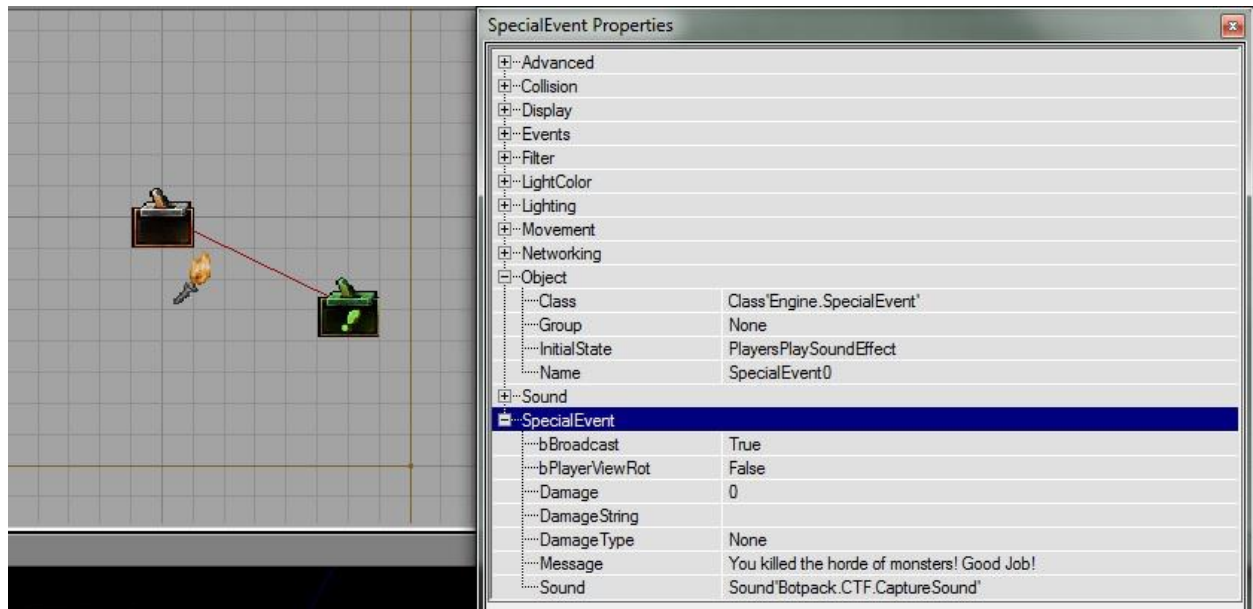 SpecialEvent Properties
Advanced
Collision
Display
Events
Filter
LightColor
Lighting
Movement
Networking
Object
Class Class'Engine.SpecialEvent'
Group None
InitialState PlayersPlaySoundEffect
Name SpecialEvent0
Sound
SpecialEvent
bBroadcast True
bPlayerViewRot False
Damage 0
DamageString
DamageType None
Message You killed the horde of monsters! Good Job!
Sound Sound'Botpack.CTF.CaptureSound'